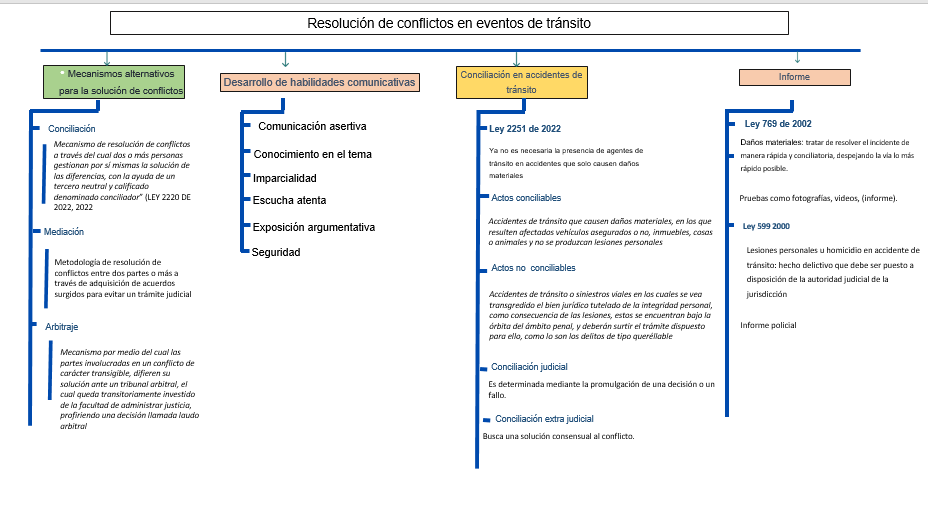 Resolución de conflictos en eventos de tránsito
• Mecanismos alternativos
para la solución de conflictos
Conciliación
Mecanismo de resolución de conflictos
a través del cual dos o más personas
gestionan por sí mismas la solución de
las diferencias, con la ayuda de un
tercero neutral y calificado
denominado conciliador" (LEY 2220 DE
2022, 2022
Mediación
Metodología de resolución de
conflictos entre dos partes o más a
través de adquisición de acuerdos
surgidos para evitar un trámite judicial
Arbitraje
Mecanismo por medio del cual las
partes involucradas en un conflicto de
carácter transigible, difieren su
solución ante un tribunal arbitral, el
cual queda transitoriamente investido
de la facultad de administrar justicia,
profiriendo una decisión llamada laudo
arbitral
Desarrollo de habilidades comunicativas
Comunicación asertiva
Conocimiento en el tema
Imparcialidad
Escucha atenta
Exposición argumentativa
Seguridad
Conciliación en accidentes de
tránsito
Ley 2251 de 2022
Ya no es necesaria la presencia de agentes de
tránsito en accidentes que solo causen daños
materiales
Actos conciliables
Accidentes de tránsito que causen daños materiales, en los que
resulten afectados vehículos asegurados o no, inmuebles, cosas
o animales y no se produzcan lesiones personales
Actos no conciliables
Accidentes de tránsito o siniestros viales en los cuales se vea
transgredido el bien jurídico tutelado de la integridad personal,
como consecuencia de las lesiones, estos se encuentran bajo la
órbita del ámbito penal, y deberán surtir el trámite dispuesto
para ello, como lo son los delitos de tipo queréllable
Conciliación judicial
Es determinada mediante la promulgación de una decisión o un
fallo.
Conciliación extra judicial
Busca una solución consensual al conflicto.
Informe
Ley 769 de 2002
Daños materiales: tratar de resolver el incidente de
manera rápida y conciliatoria, despejando la vía lo más
rápido posible.
Pruebas como fotografías, videos, (informe).
Ley 599 2000
Lesiones personales u homicidio en accidente de
tránsito: hecho delictivo que debe ser puesto a
disposición de la autoridad judicial de la
jurisdicción
Informe policial